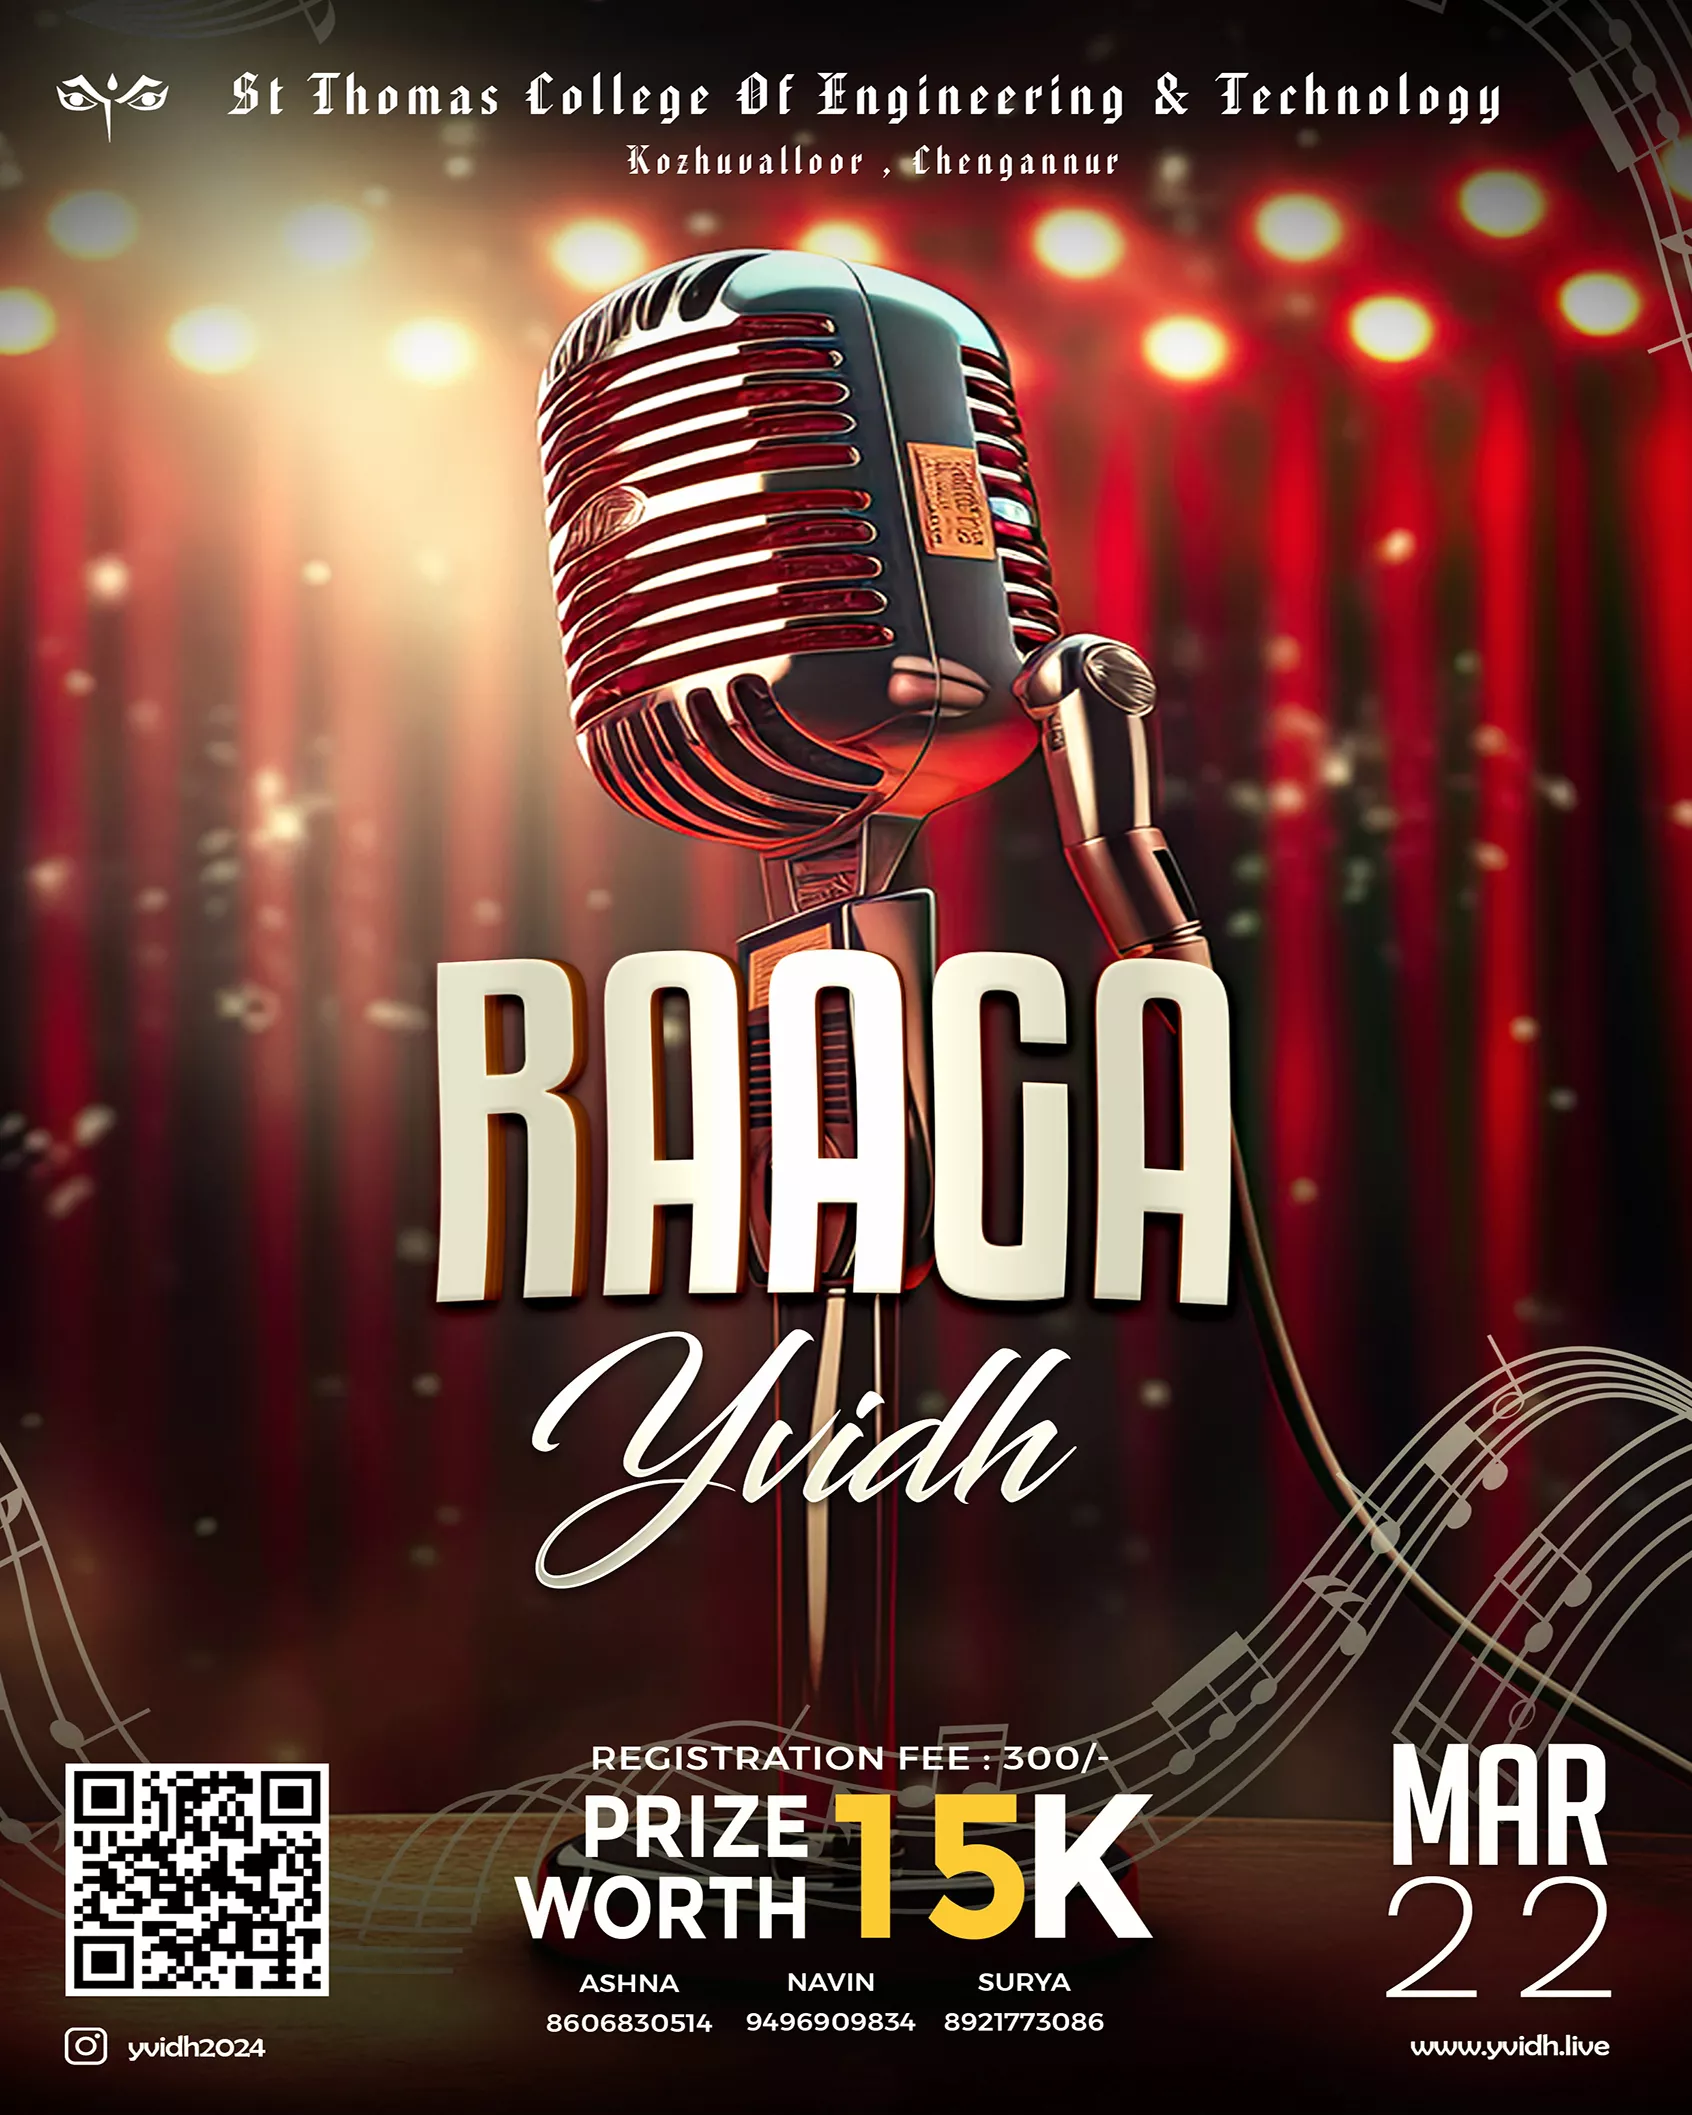 St Thomas College Of Engineering & Technology
Kozhuvalloor , Chengannur
RAAGA
Yvidh
REGISTRATION FEE : 300/-
PRIZE WORTH 15K
ASHNA NAVIN SURYA
8606830514 9496909834 8921773086
MAR
22
yvidh2024
www.yvidh.live